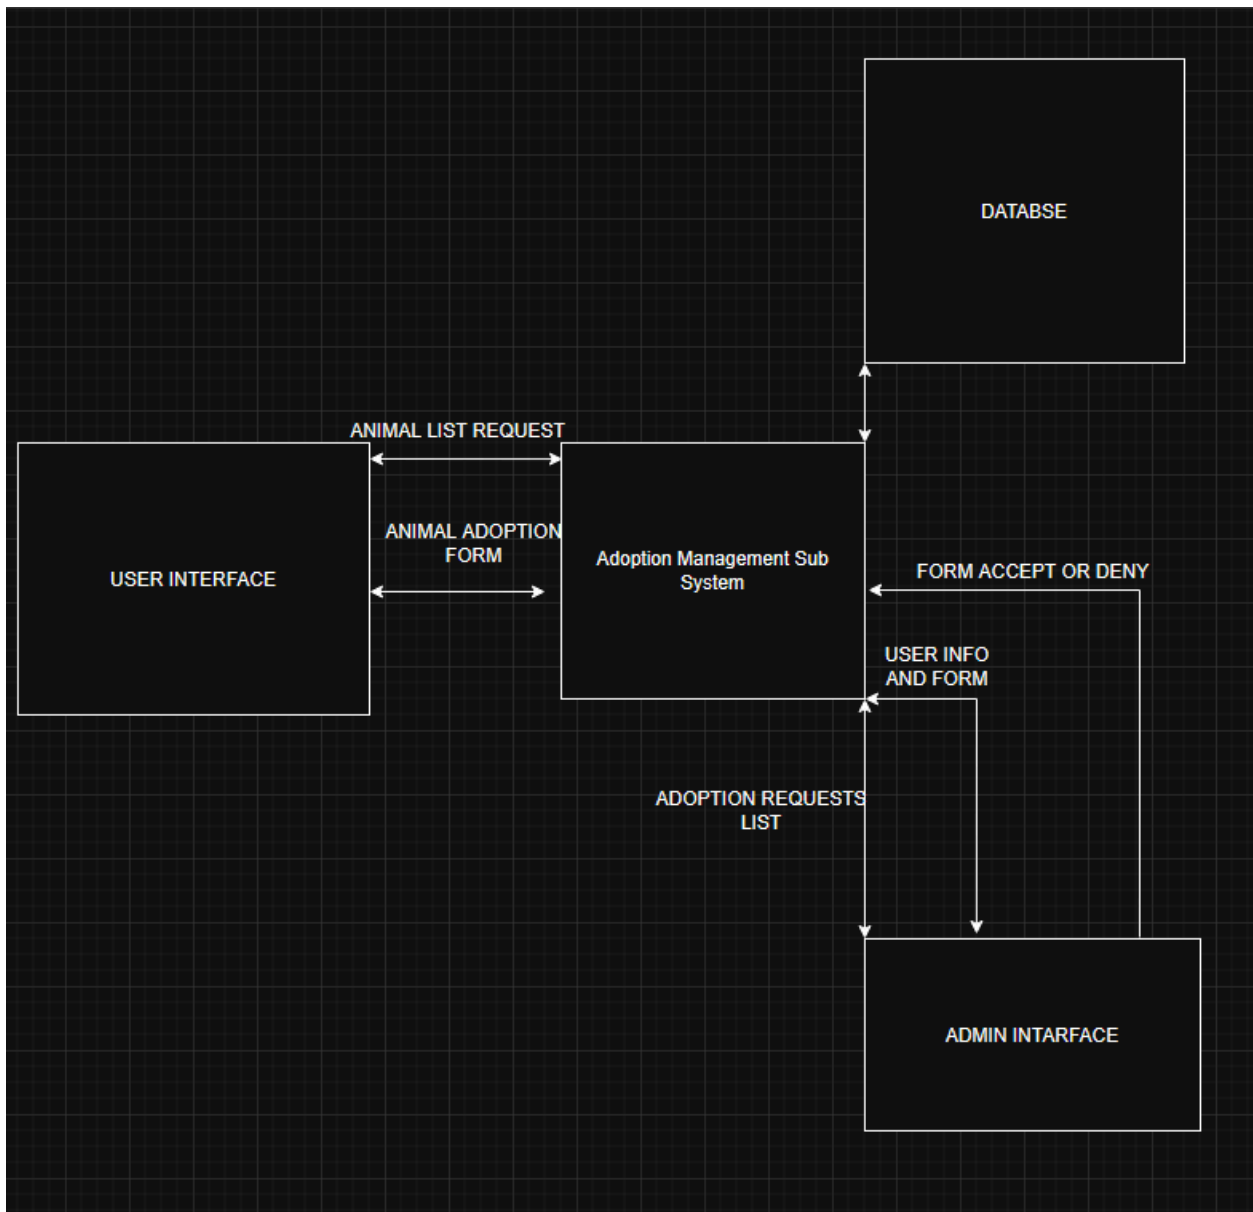 DATABSE
ANIMAL LIST REQUEST
ANIMAL ADOPTION
FORM
USER INTERFACE
Adoption Management Sub
System
FORM ACCEPT OR DENY
USER INFO
AND FORM
ADOPTION REQUESTS
LIST
ADMIN INTARFACE